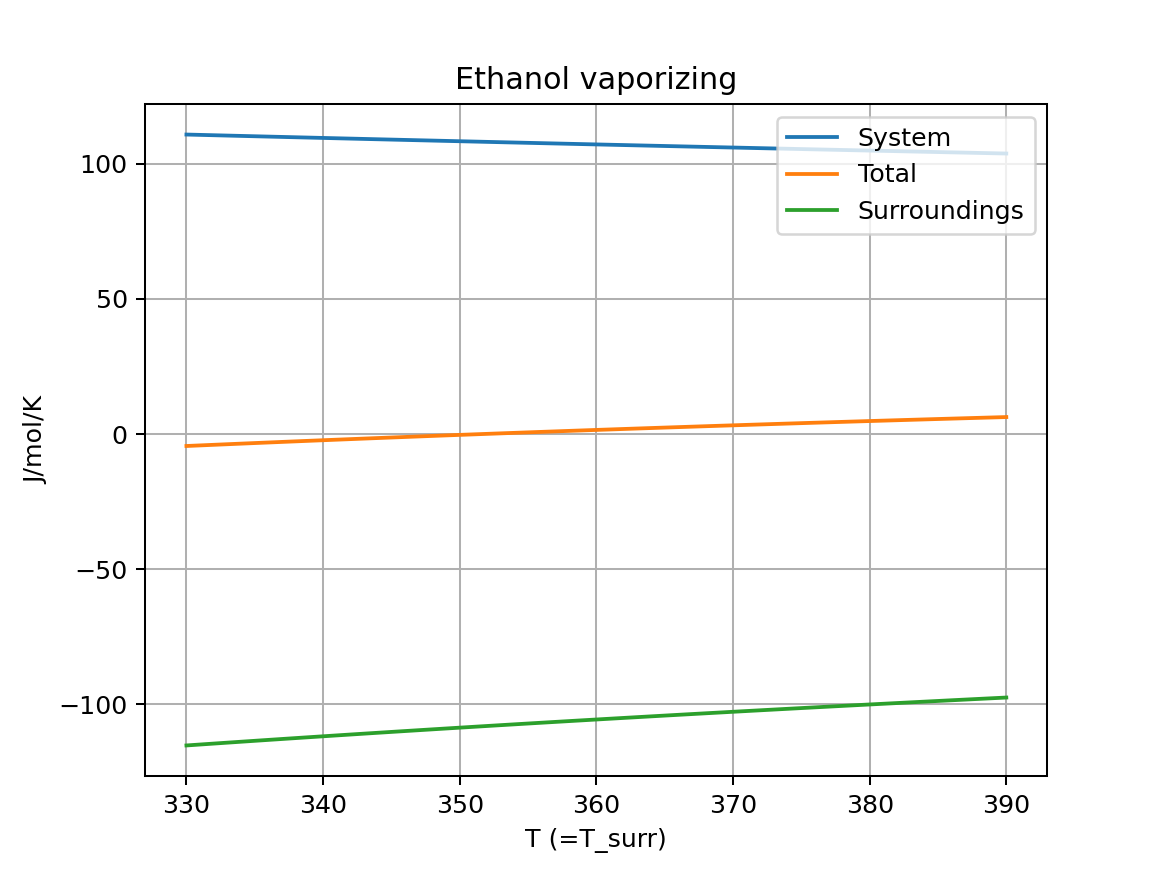 Ethanol vaporizing
System
Total
Surroundings
100
50
0
−50
−100
J/mol/K
330 340 350 360 370 380 390
T (=T_surr)